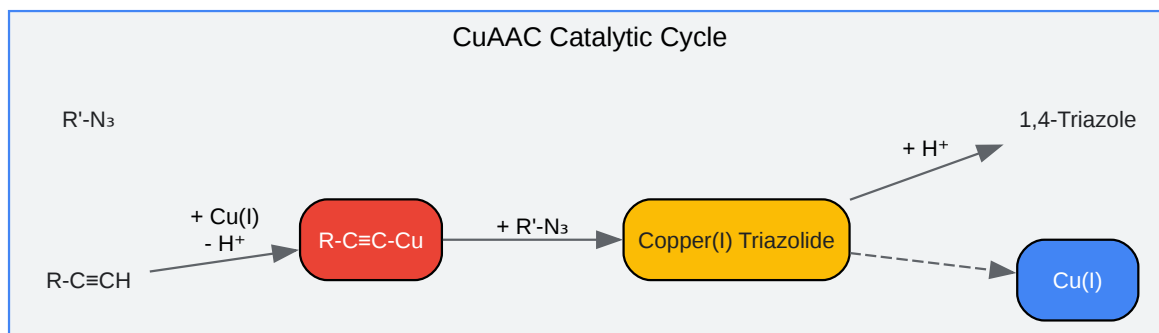 CuAAC Catalytic Cycle
R'-N₃
1,4-Triazole
+ H⁺
+ Cu(I)
- H⁺
R-C≡C-Cu
+ R'-N₃
Copper(I) Triazolide
R-C≡CH
Cu(I)